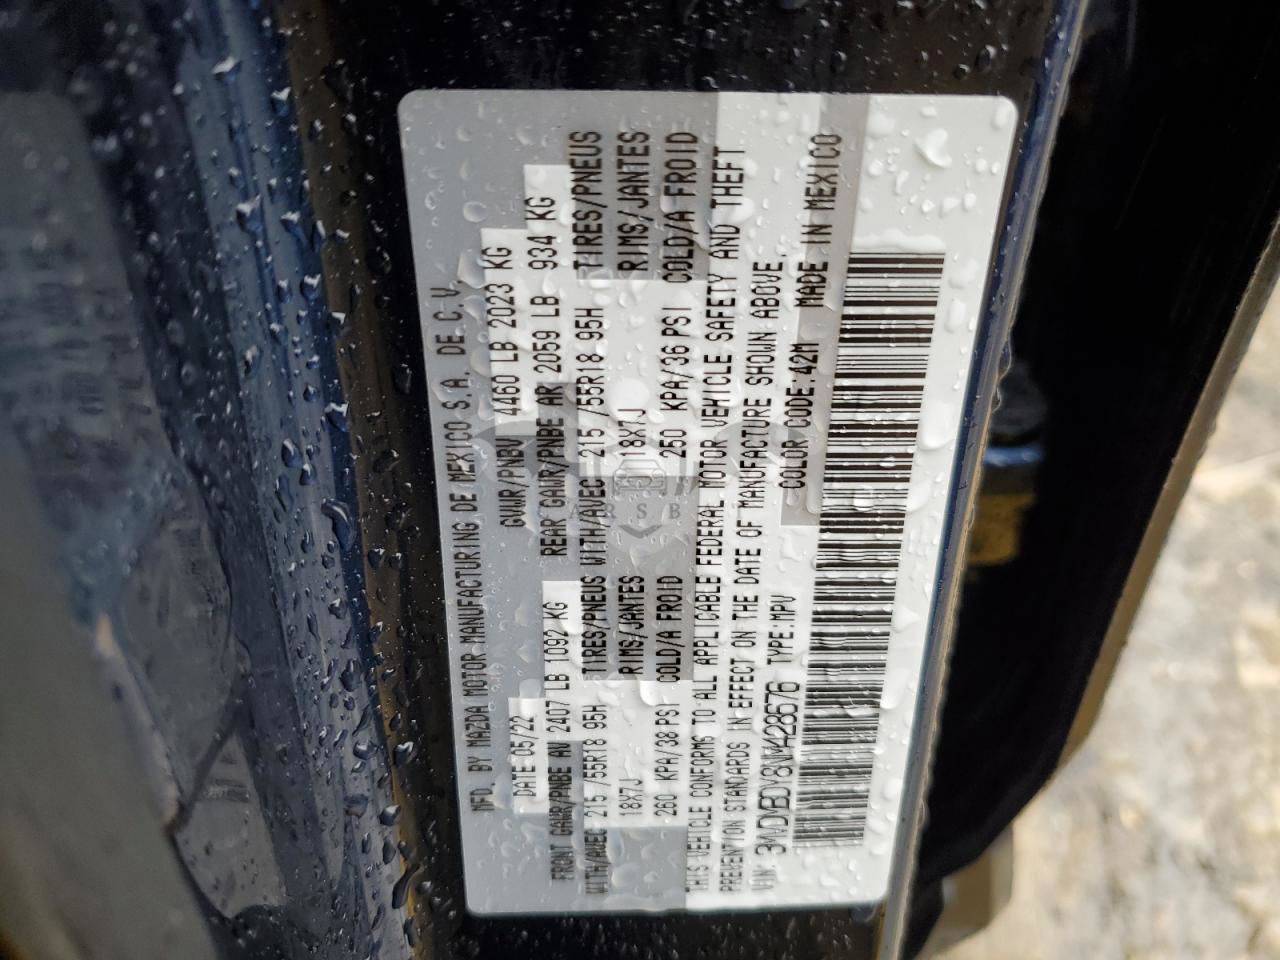 MFD. BY MAZDA MOTOR MANUFACTURING DE MEXICO S.A. DE C.V.
DATE 05/22 GVWR/PNBV 4460 LB 2023 KG
FRONT GAWR/PNBE AV 2407 LB 1092 KG REAR GAWR/PNBE AR 2059 LB 934 KG
WITH/AVEC 215 /55R18 95H TIRES/PNEUS WITH/AVEC 215 /55R18 95H TIRES/PNEUS
18X7J RIMS/JANTES 18X7J RIMS/JANTES
260 KPA/38 PSI COLD/A FROID 250 KPA/36 PSI COLD/A FROID
THIS VEHICLE CONFORMS TO ALL APPLICABLE FEDERAL MOTOR VEHICLE SAFETY AND THEFT
PREVENTION STANDARDS IN EFFECT ON THE DATE OF MANUFACTURE SHOWN ABOVE.
VIN: 3MVDMBDY8NM428676 TYPE:MPV COLOR CODE:42M MADE IN MEXICO